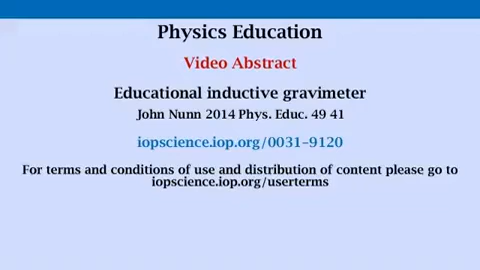 Physics Education
Video Abstract
Educational inductive gravimeter
John Nunn 2014 Phys. Educ. 49 41
iopscience.iop.org/0031-9120
For terms and conditions of use and distribution of content please go to
iopscience.iop.org/userterms